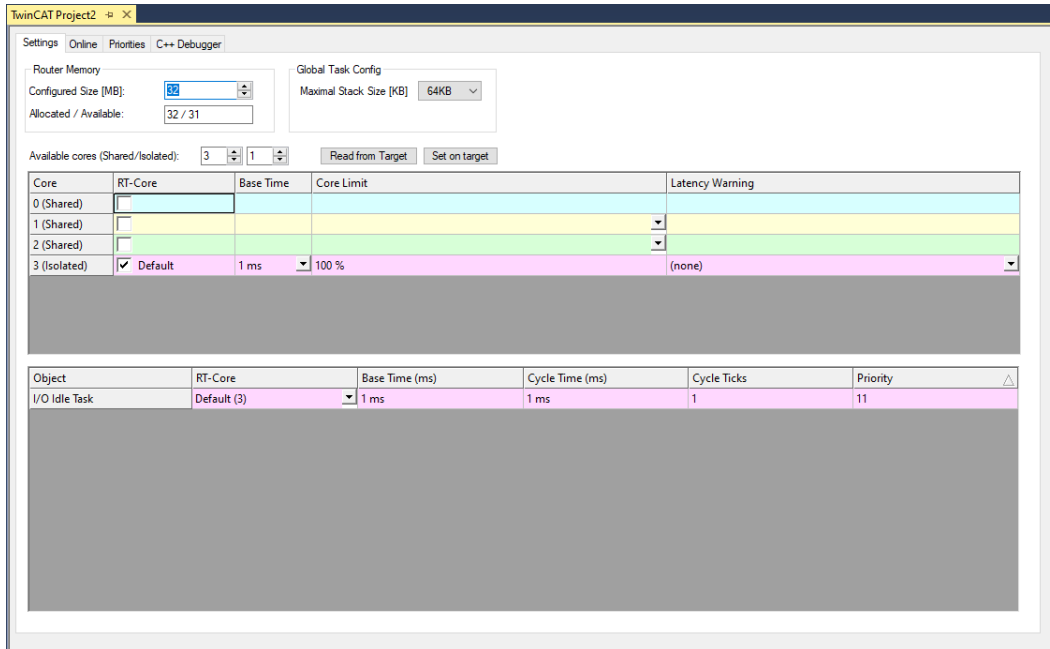 TwinCAT Project2
Settings Online Priorities C++ Debugger
Router Memory
Configured Size [MB]: 32
Allocated / Available: 32 / 31
Global Task Config
Maximal Stack Size [KB] 64KB
Available cores (Shared/Isolated): 3 1 Read from Target Set on target
Core RT-Core Base Time Core Limit Latency Warning
0 (Shared)
1 (Shared)
2 (Shared)
3 (Isolated) Default 1 ms 100 % (none)
Object RT-Core Base Time (ms) Cycle Time (ms) Cycle Ticks Priority
I/O Idle Task Default (3) 1 ms 1 ms 1 11